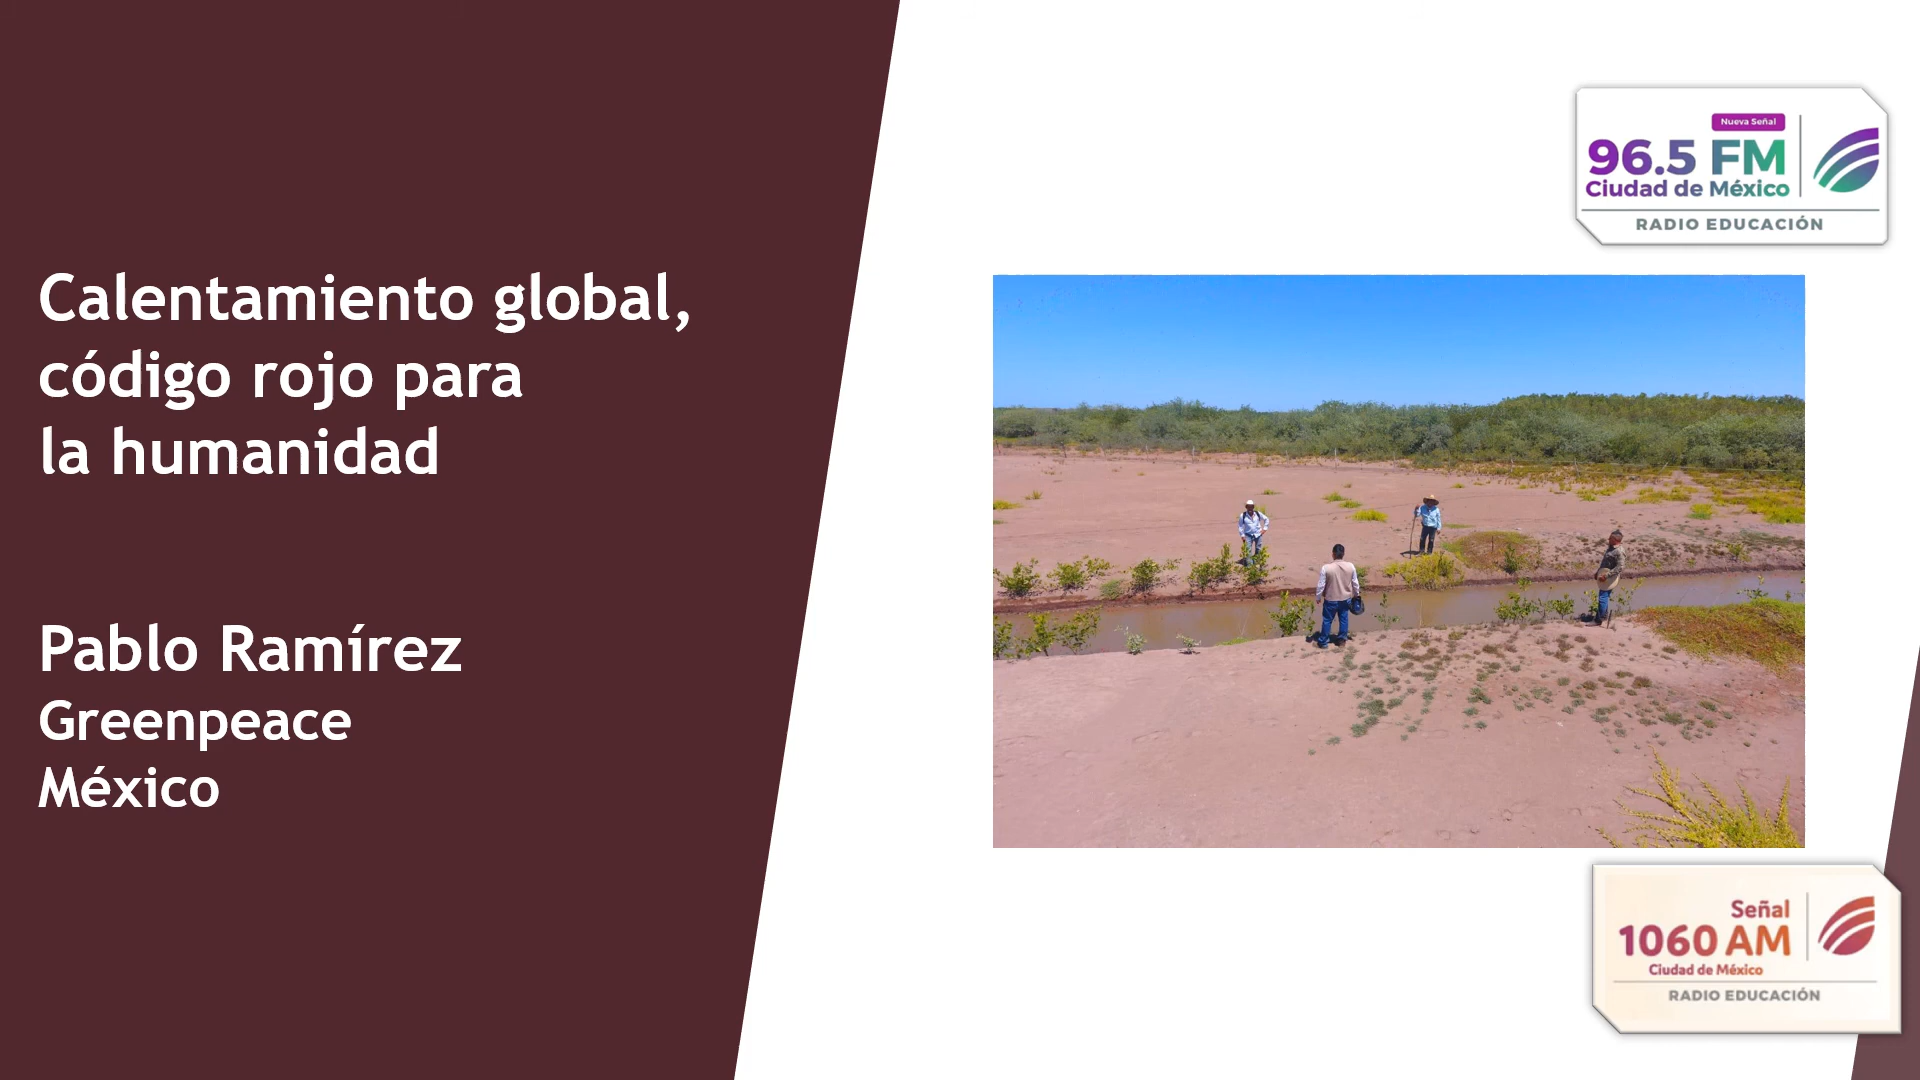 Calentamiento global,
código rojo para
la humanidad
Pablo Ramírez
Greenpeace
México
Nueva Señal
96.5 FM
Ciudad de México
RADIO EDUCACIÓN
Señal
1060 AM
Ciudad de México
RADIO EDUCACIÓN